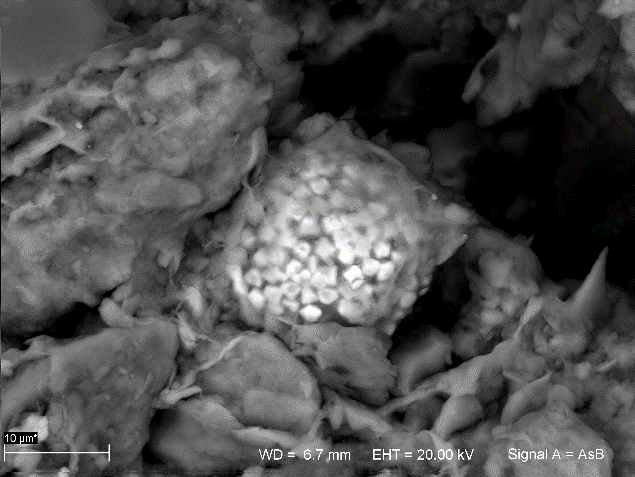 10 µm*
WD = 6.7 mm EHT = 20.00 kV Signal A = AsB